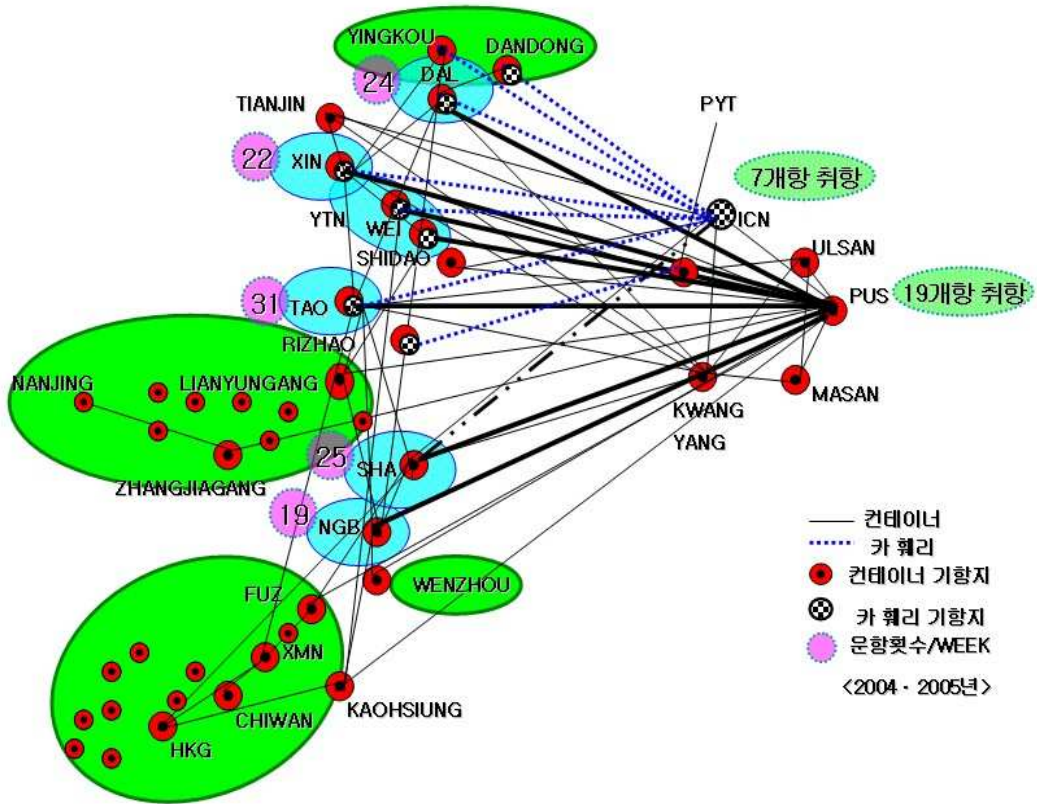 YINGKOU
DANDONG
24
DAL
TIANJIN
PYT
22
XIN
7개항 취항
YTN
WEI
ICN
SHIDAO
ULSAN
31
TAO
PUS
19개항 취항
RIZHAO
NANJING
LIANYUNGANG
KWANG
YANG
MASAN
25
SHA
ZHANGJIAGANG
19
NGB
컨테이너
카 훼리
컨테이너 기항지
카 훼리 기항지
운항횟수/WEEK
<2004 · 2005년>
WENZHOU
FUZ
XMN
KAOHSIUNG
CHIWAN
HKG